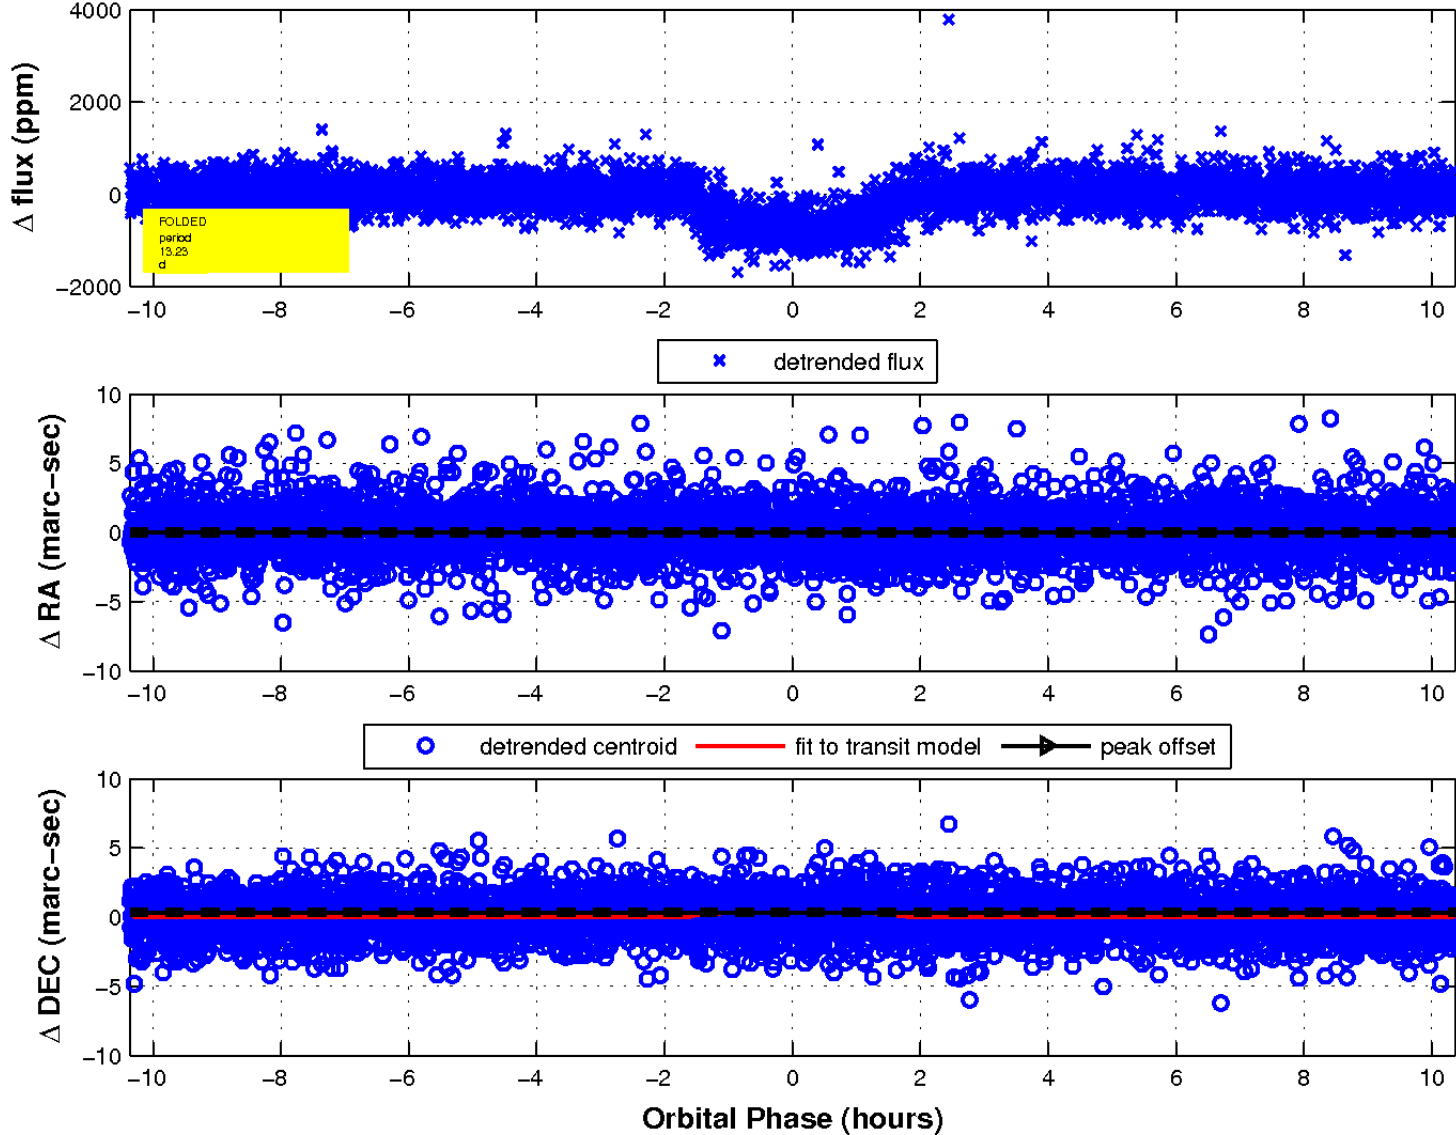 4000
2000
0
−2000
Δ flux (ppm)
FOLDED
period
13.23
d
−10 −8 −6 −4 −2 0 2 4 6 8 10
detrended flux
10
5
0
−5
−10
Δ RA (marc−sec)
−10 −8 −6 −4 −2 0 2 4 6 8 10
detrended centroid fit to transit model peak offset
10
5
0
−5
−10
Δ DEC (marc−sec)
−10 −8 −6 −4 −2 0 2 4 6 8 10
Orbital Phase (hours)